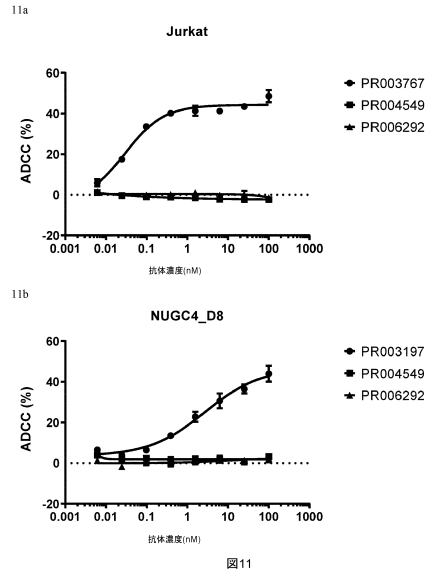 11a
Jurkat
60
40
20
0
-20
ADCC (%)
0.001 0.01 0.1 1 10 100 1000
抗体濃度(nM)
PR003767
PR004549
PR006292
11b
NUGC4_D8
60
40
20
0
-20
ADCC (%)
0.001 0.01 0.1 1 10 100 1000
抗体濃度(nM)
PR003197
PR004549
PR006292
図11